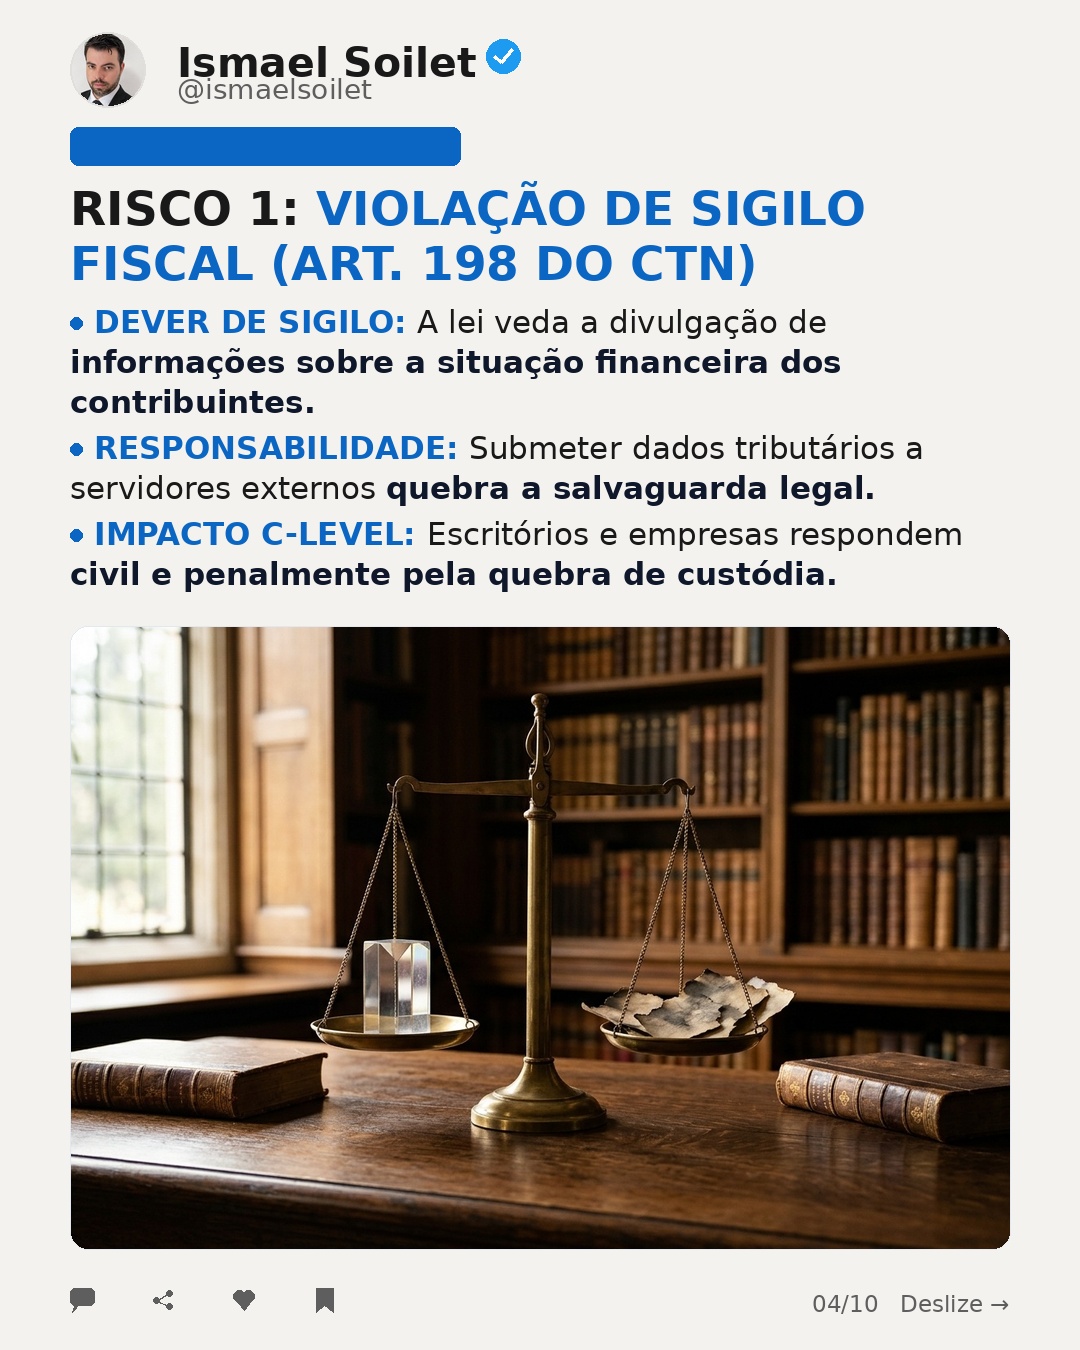 Ismael Soilet
@ismaelsoilet
RISCO 1: VIOLAÇÃO DE SIGILO
FISCAL (ART. 198 DO CTN)
• DEVER DE SIGILO: A lei veda a divulgação de
informações sobre a situação financeira dos
contribuintes.
• RESPONSABILIDADE: Submeter dados tributários a
servidores externos quebra a salvaguarda legal.
• IMPACTO C-LEVEL: Escritórios e empresas respondem
civil e penalmente pela quebra de custódia.
04/10 Deslize →